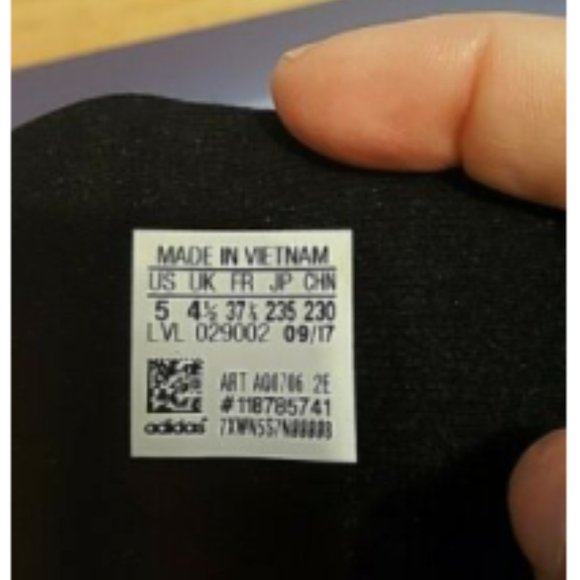 MADE IN VIETNAM
US UK FR JP CHN
5 4½ 37⅓ 235 230
LVL 029002 09/17
ART AQ0706 2E
#118785741
adidas